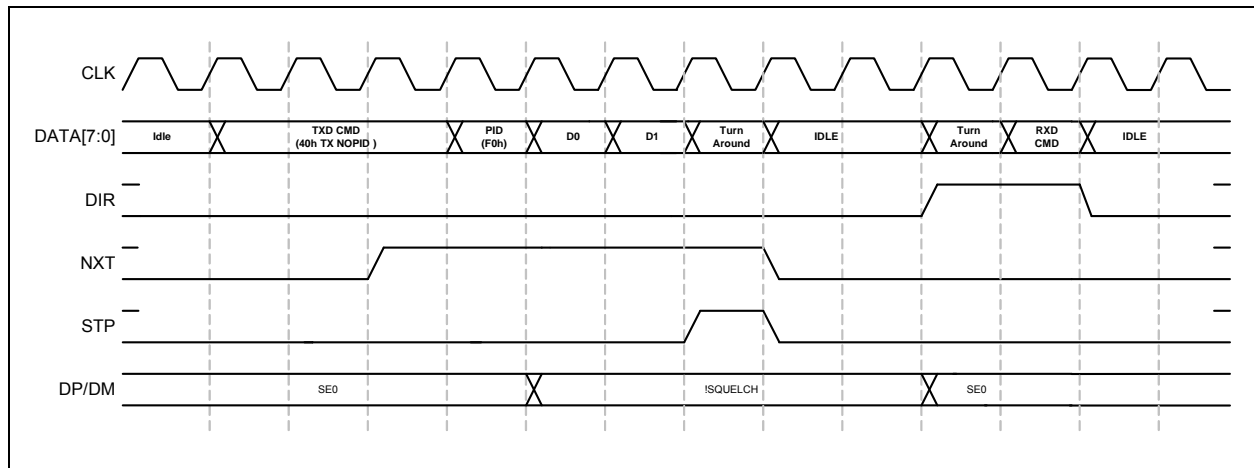 CLK
DATA[7:0]
Idle
TXD CMD
(40h TX NOPID )
PID
(F0h)
D0
D1
Turn
Around
IDLE
Turn
Around
RXD
CMD
IDLE
DIR
NXT
STP
DP/DM
SE0
!SQUELCH
SE0